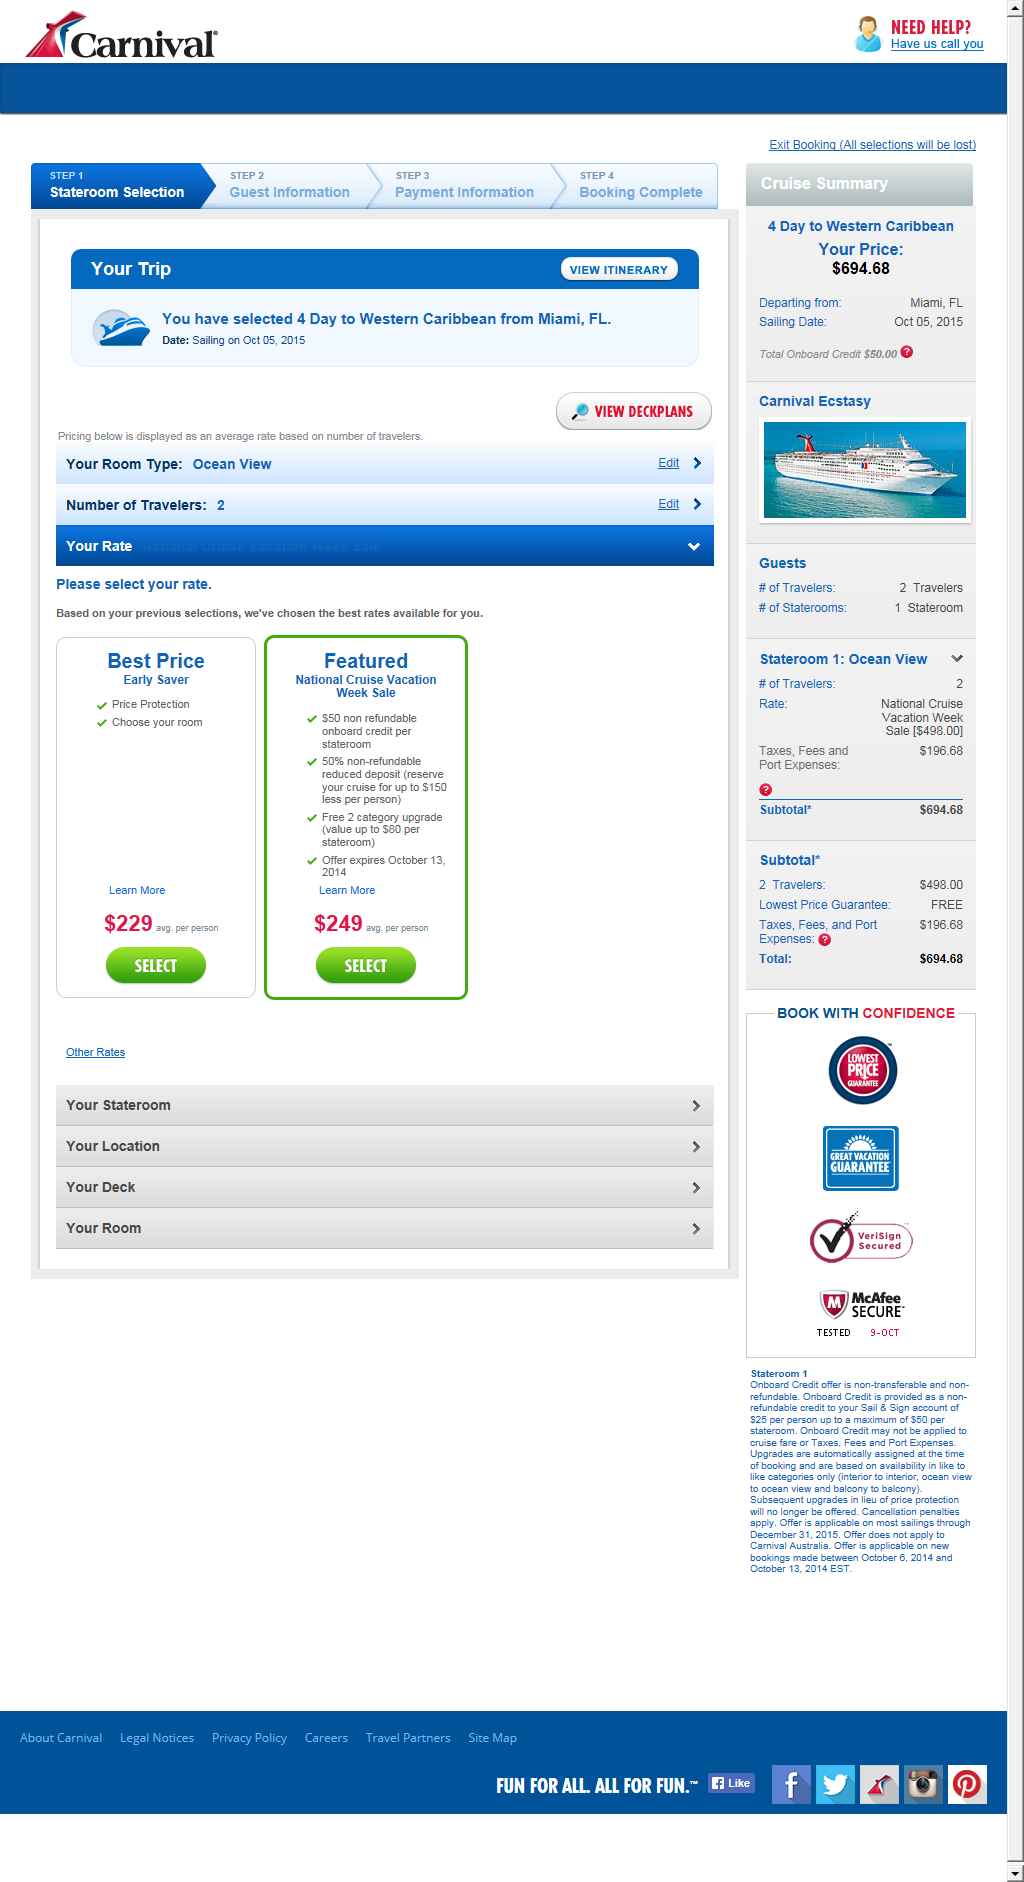 Carnival
NEED HELP?
Have us call you
Exit Booking (All selections will be lost)
STEP 1
Stateroom Selection
STEP 2
Guest Information
STEP 3
Payment Information
STEP 4
Booking Complete
Your Trip
VIEW ITINERARY
You have selected 4 Day to Western Caribbean from Miami, FL.
Date: Sailing on Oct 05, 2015
VIEW DECKPLANS
Pricing below is displayed as an average rate based on number of travelers.
Your Room Type: Ocean View
Edit
Number of Travelers: 2
Edit
Your Rate National Cruise Vacation Week Sale
Please select your rate.
Based on your previous selections, we've chosen the best rates available for you.
Best Price
Early Saver
Price Protection
Choose your room
Learn More
$229 avg. per person
SELECT
Featured
National Cruise Vacation
Week Sale
$50 non refundable
onboard credit per
stateroom
50% non-refundable
reduced deposit (reserve
your cruise for up to $150
less per person)
Free 2 category upgrade
(value up to $80 per
stateroom)
Offer expires October 13,
2014
Learn More
$249 avg. per person
SELECT
Other Rates
Your Stateroom
Your Location
Your Deck
Your Room
Cruise Summary
4 Day to Western Caribbean
Your Price:
$694.68
Departing from: Miami, FL
Sailing Date: Oct 05, 2015
Total Onboard Credit $50.00 ?
Carnival Ecstasy
Guests
# of Travelers: 2 Travelers
# of Staterooms: 1 Stateroom
Stateroom 1: Ocean View
# of Travelers: 2
Rate: National Cruise
Vacation Week
Sale [$498.00]
Taxes, Fees and $196.68
Port Expenses:
?
Subtotal* $694.68
Subtotal*
2 Travelers: $498.00
Lowest Price Guarantee: FREE
Taxes, Fees, and Port $196.68
Expenses: ?
Total: $694.68
BOOK WITH CONFIDENCE
LOWEST
PRICE
GUARANTEE
GREAT VACATION
GUARANTEE
VeriSign
Secured
McAfee
SECURE
TESTED 9-OCT
Stateroom 1
Onboard Credit offer is non-transferable and non-
refundable. Onboard Credit is provided as a non-
refundable credit to your Sail & Sign account of
$25 per person up to a maximum of $50 per
stateroom. Onboard Credit may not be applied to
cruise fare or Taxes, Fees and Port Expenses.
Upgrades are automatically assigned at the time
of booking and are based on availability in like to
like categories only (interior to interior, ocean view
to ocean view and balcony to balcony).
Subsequent upgrades in lieu of price protection
will no longer be offered. Cancellation penalties
apply. Offer is applicable on most sailings through
December 31, 2015. Offer does not apply to
Carnival Australia. Offer is applicable on new
bookings made between October 6, 2014 and
October 13, 2014 EST.
About Carnival
Legal Notices
Privacy Policy
Careers
Travel Partners
Site Map
FUN FOR ALL. ALL FOR FUN.™
Like